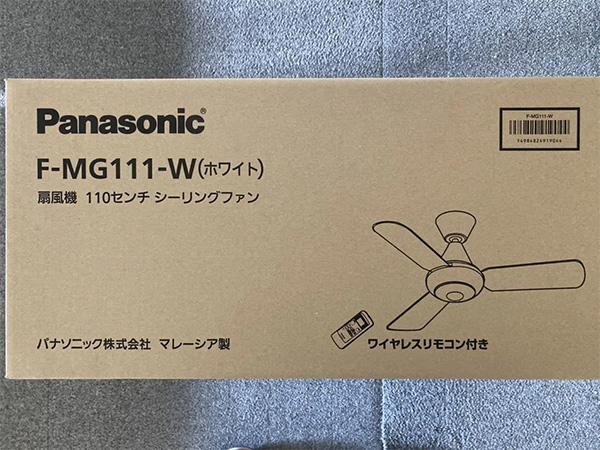 Panasonic®
F-MG111-W(ホワイト)
扇風機 110センチ シーリングファン
F-MG111-W
ワイヤレスリモコン付き
パナソニック株式会社 マレーシア製